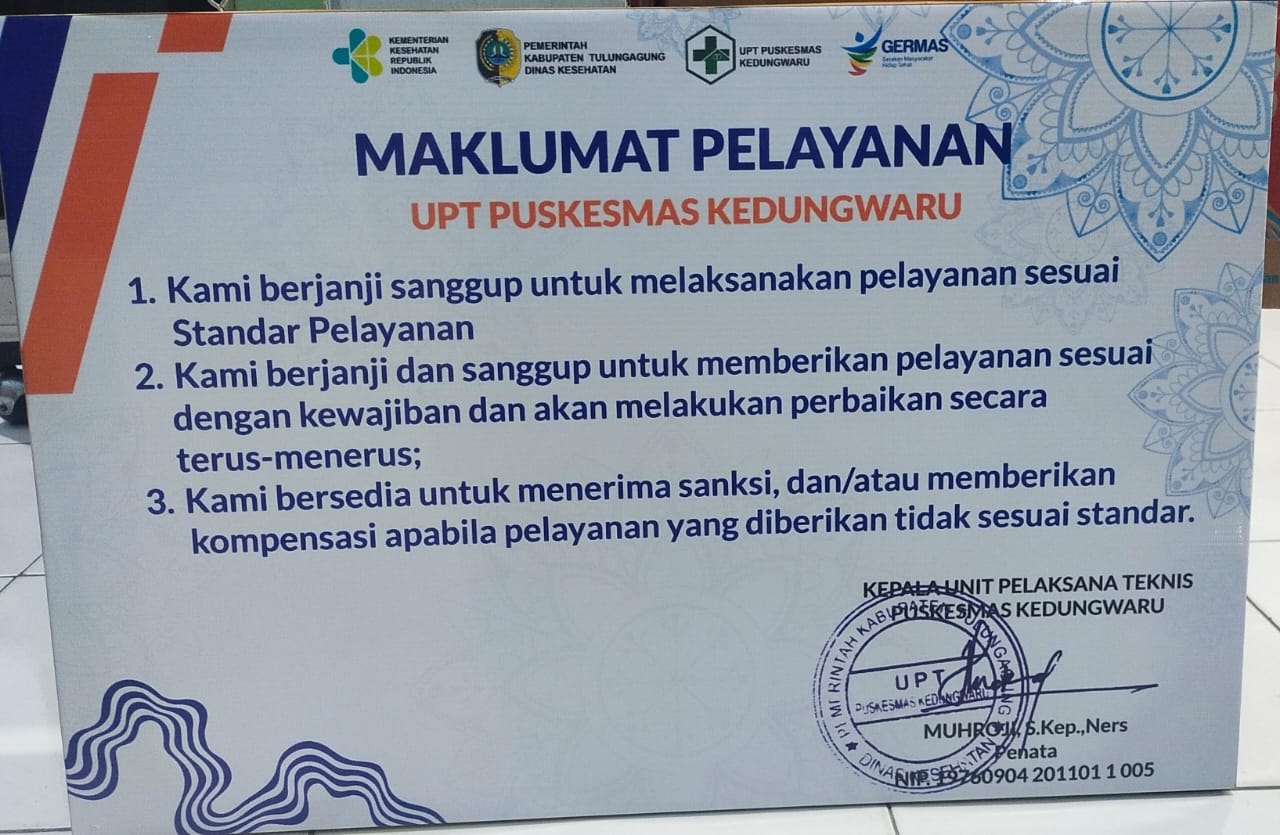 KEMENTERIAN
KESEHATAN
REPUBLIK
INDONESIA
PEMERINTAH
KABUPATEN TULUNGAGUNG
DINAS KESEHATAN
UPT PUSKESMAS
KEDUNGWARU
GERMAS
Gerakan Masyarakat
Hidup Sehat
MAKLUMAT PELAYANAN
UPT PUSKESMAS KEDUNGWARU
1. Kami berjanji sanggup untuk melaksanakan pelayanan sesuai
Standar Pelayanan
2. Kami berjanji dan sanggup untuk memberikan pelayanan sesuai
dengan kewajiban dan akan melakukan perbaikan secara
terus-menerus;
3. Kami bersedia untuk menerima sanksi, dan/atau memberikan
kompensasi apabila pelayanan yang diberikan tidak sesuai standar.
KEPALA UNIT PELAKSANA TEKNIS
PUSKESMAS KEDUNGWARU
PEMERINTAH KABUPATEN TULUNGAGUNG
UPT
PUSKESMAS KEDUNGWARU
DINAS KESEHATAN
MUHROJI, S.Kep.,Ners
Penata
NIP. 19760904 201101 1 005